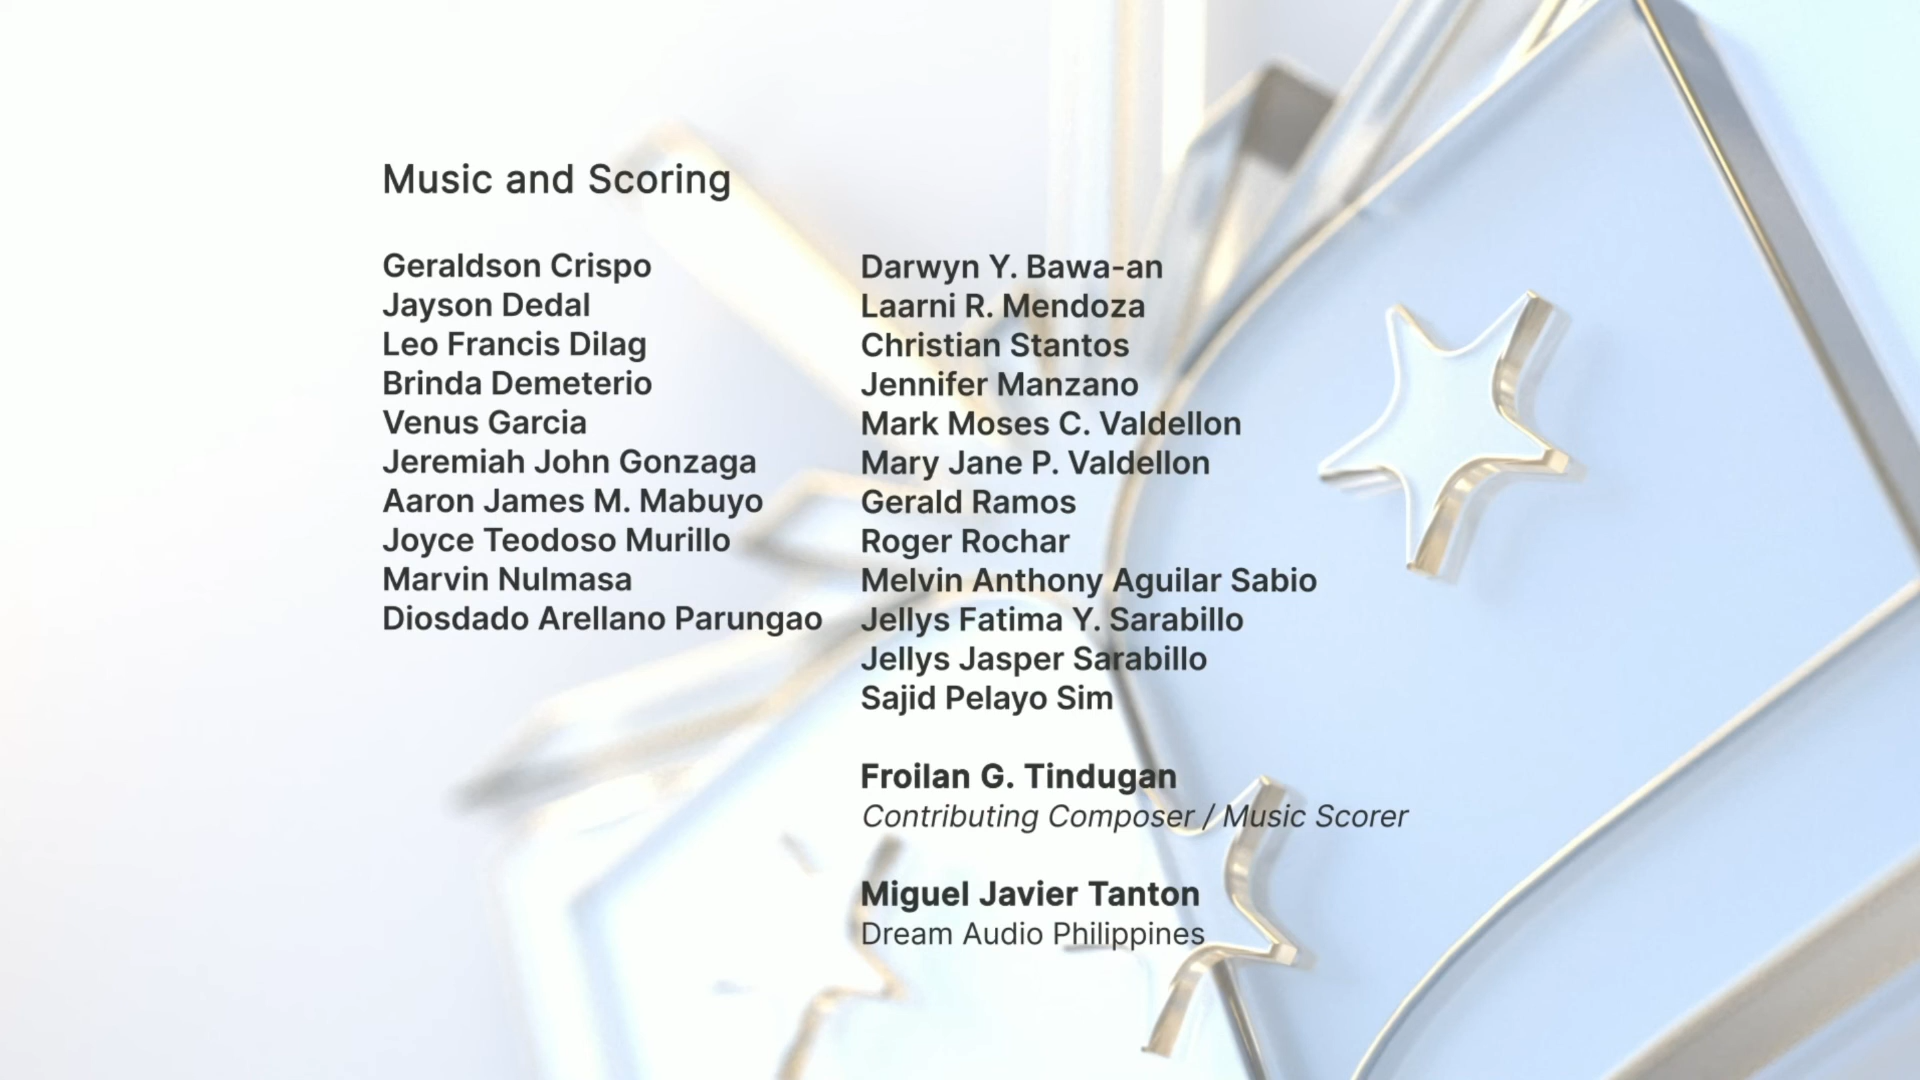 Music and Scoring
Geraldson Crispo
Jayson Dedal
Leo Francis Dilag
Brinda Demeterio
Venus Garcia
Jeremiah John Gonzaga
Aaron James M. Mabuyo
Joyce Teodoso Murillo
Marvin Nulmasa
Diosdado Arellano Parungao
Darwyn Y. Bawa-an
Laarni R. Mendoza
Christian Stantos
Jennifer Manzano
Mark Moses C. Valdellon
Mary Jane P. Valdellon
Gerald Ramos
Roger Rochar
Melvin Anthony Aguilar Sabio
Jellys Fatima Y. Sarabillo
Jellys Jasper Sarabillo
Sajid Pelayo Sim
Froilan G. Tindugan
Contributing Composer / Music Scorer
Miguel Javier Tanton
Dream Audio Philippines